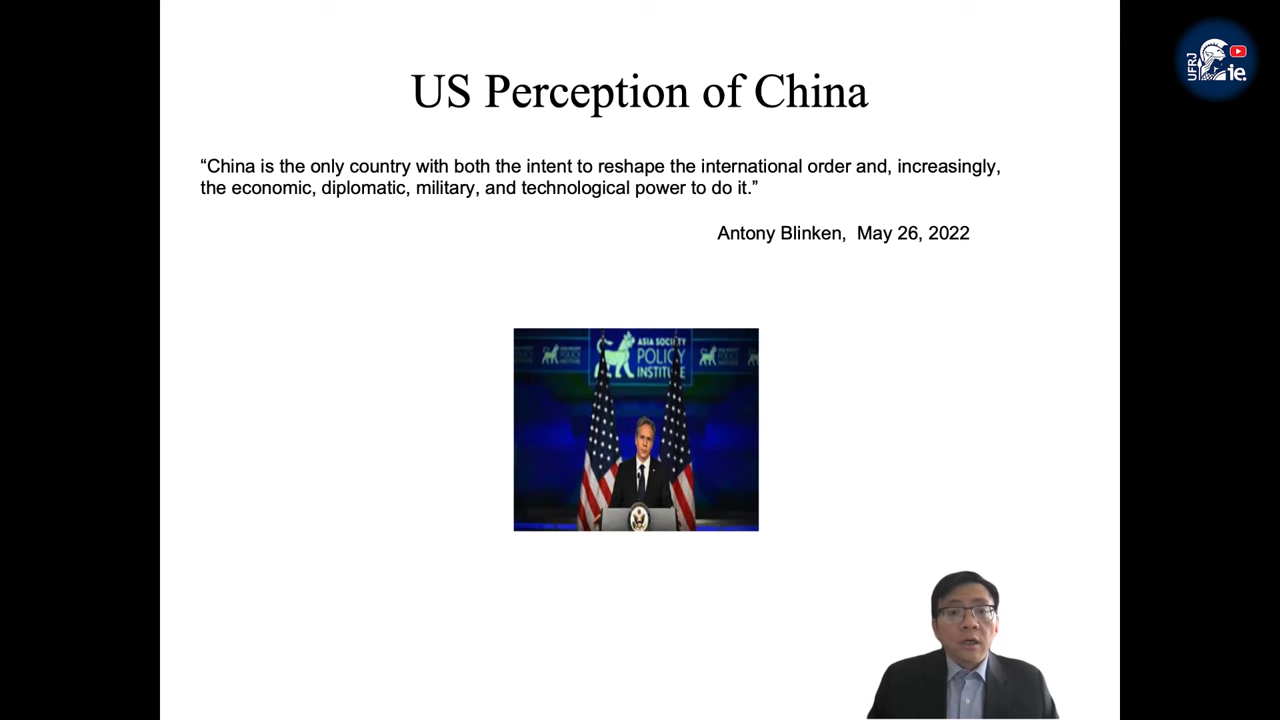 US Perception of China
“China is the only country with both the intent to reshape the international order and, increasingly,
the economic, diplomatic, military, and technological power to do it.”
Antony Blinken,  May 26, 2022
ASIA SOCIETY
POLICY
INSTITUTE
UFRJ
ie.